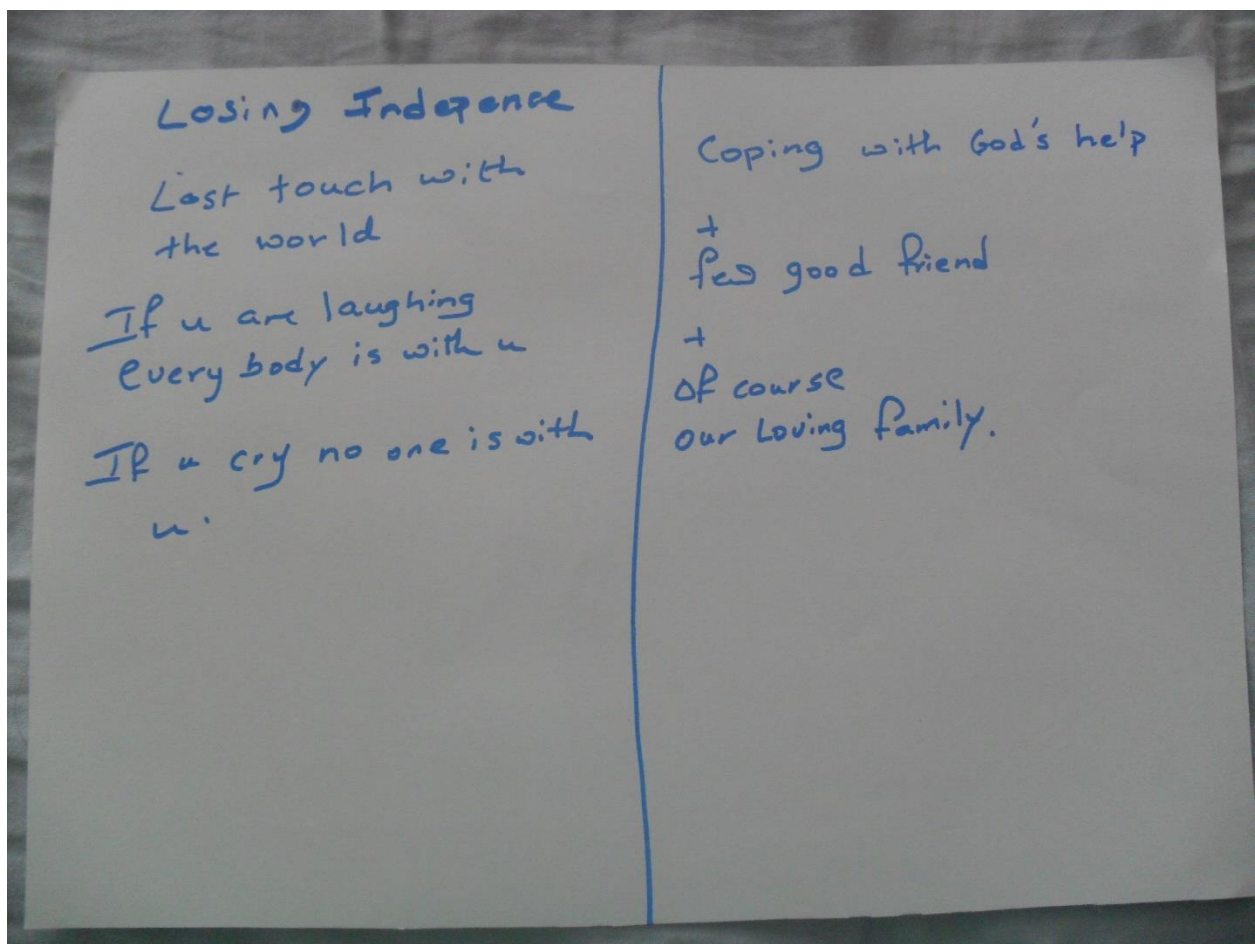 Losing Indepence
Lost touch with
the world
If u are laughing
every body is with u
If u cry no one is with
u.
Coping with God's help
+
few good friend
+
of course
our Loving family.